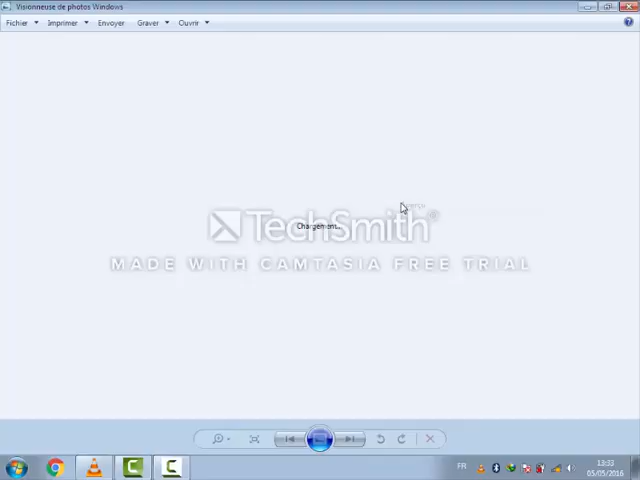 Visionneuse de photos Windows
Fichier Imprimer Envoyer Graver Ouvrir
TechSmith
Chargement...
MADE WITH CAMTASIA FREE TRIAL
FR
13:33
05/05/2016